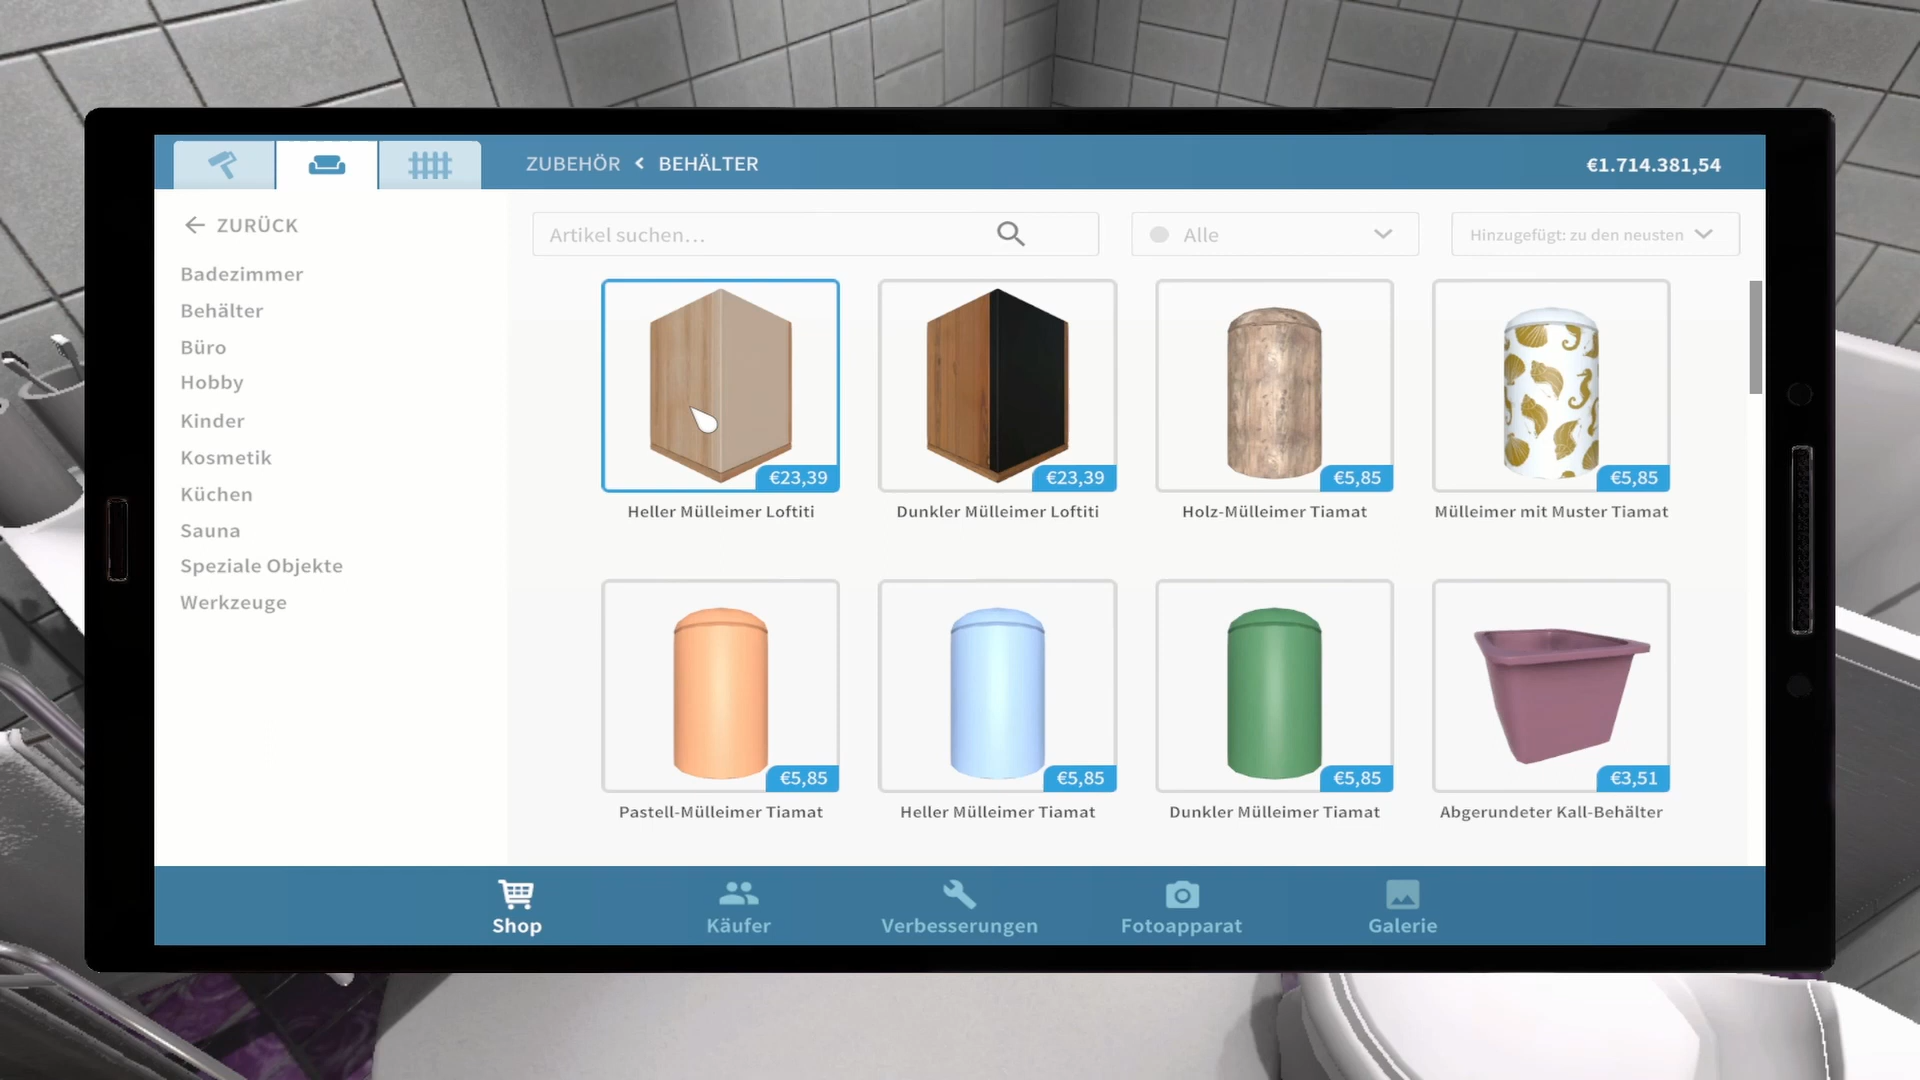 ZUBEHÖR < BEHÄLTER
€1.714.381,54
ZURÜCK
Artikel suchen...
Alle
Hinzugefügt: zu den neusten
Badezimmer
Behälter
Büro
Hobby
Kinder
Kosmetik
Küchen
Sauna
Speziale Objekte
Werkzeuge
€23,39
€23,39
€5,85
€5,85
Heller Mülleimer Loftiti
Dunkler Mülleimer Loftiti
Holz-Mülleimer Tiamat
Mülleimer mit Muster Tiamat
€5,85
€5,85
€5,85
€3,51
Pastell-Mülleimer Tiamat
Heller Mülleimer Tiamat
Dunkler Mülleimer Tiamat
Abgerundeter Kall-Behälter
Shop
Käufer
Verbesserungen
Fotoapparat
Galerie